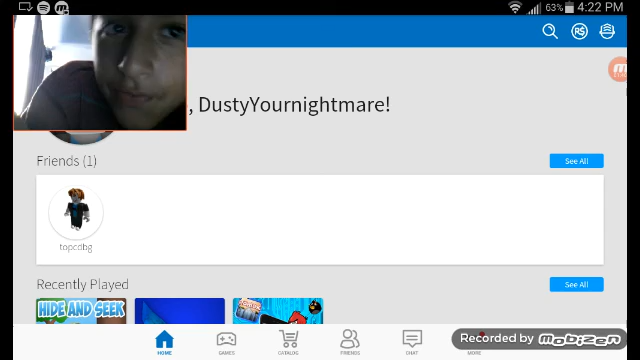 63% 4:22 PM
R$
, DustyYournightmare!
Friends (1)
See All
topcdbg
Recently Played
See All
HIDE AND SEEK
HOME
GAMES
CATALOG
FRIENDS
CHAT
MORE
Recorded by Mobizen